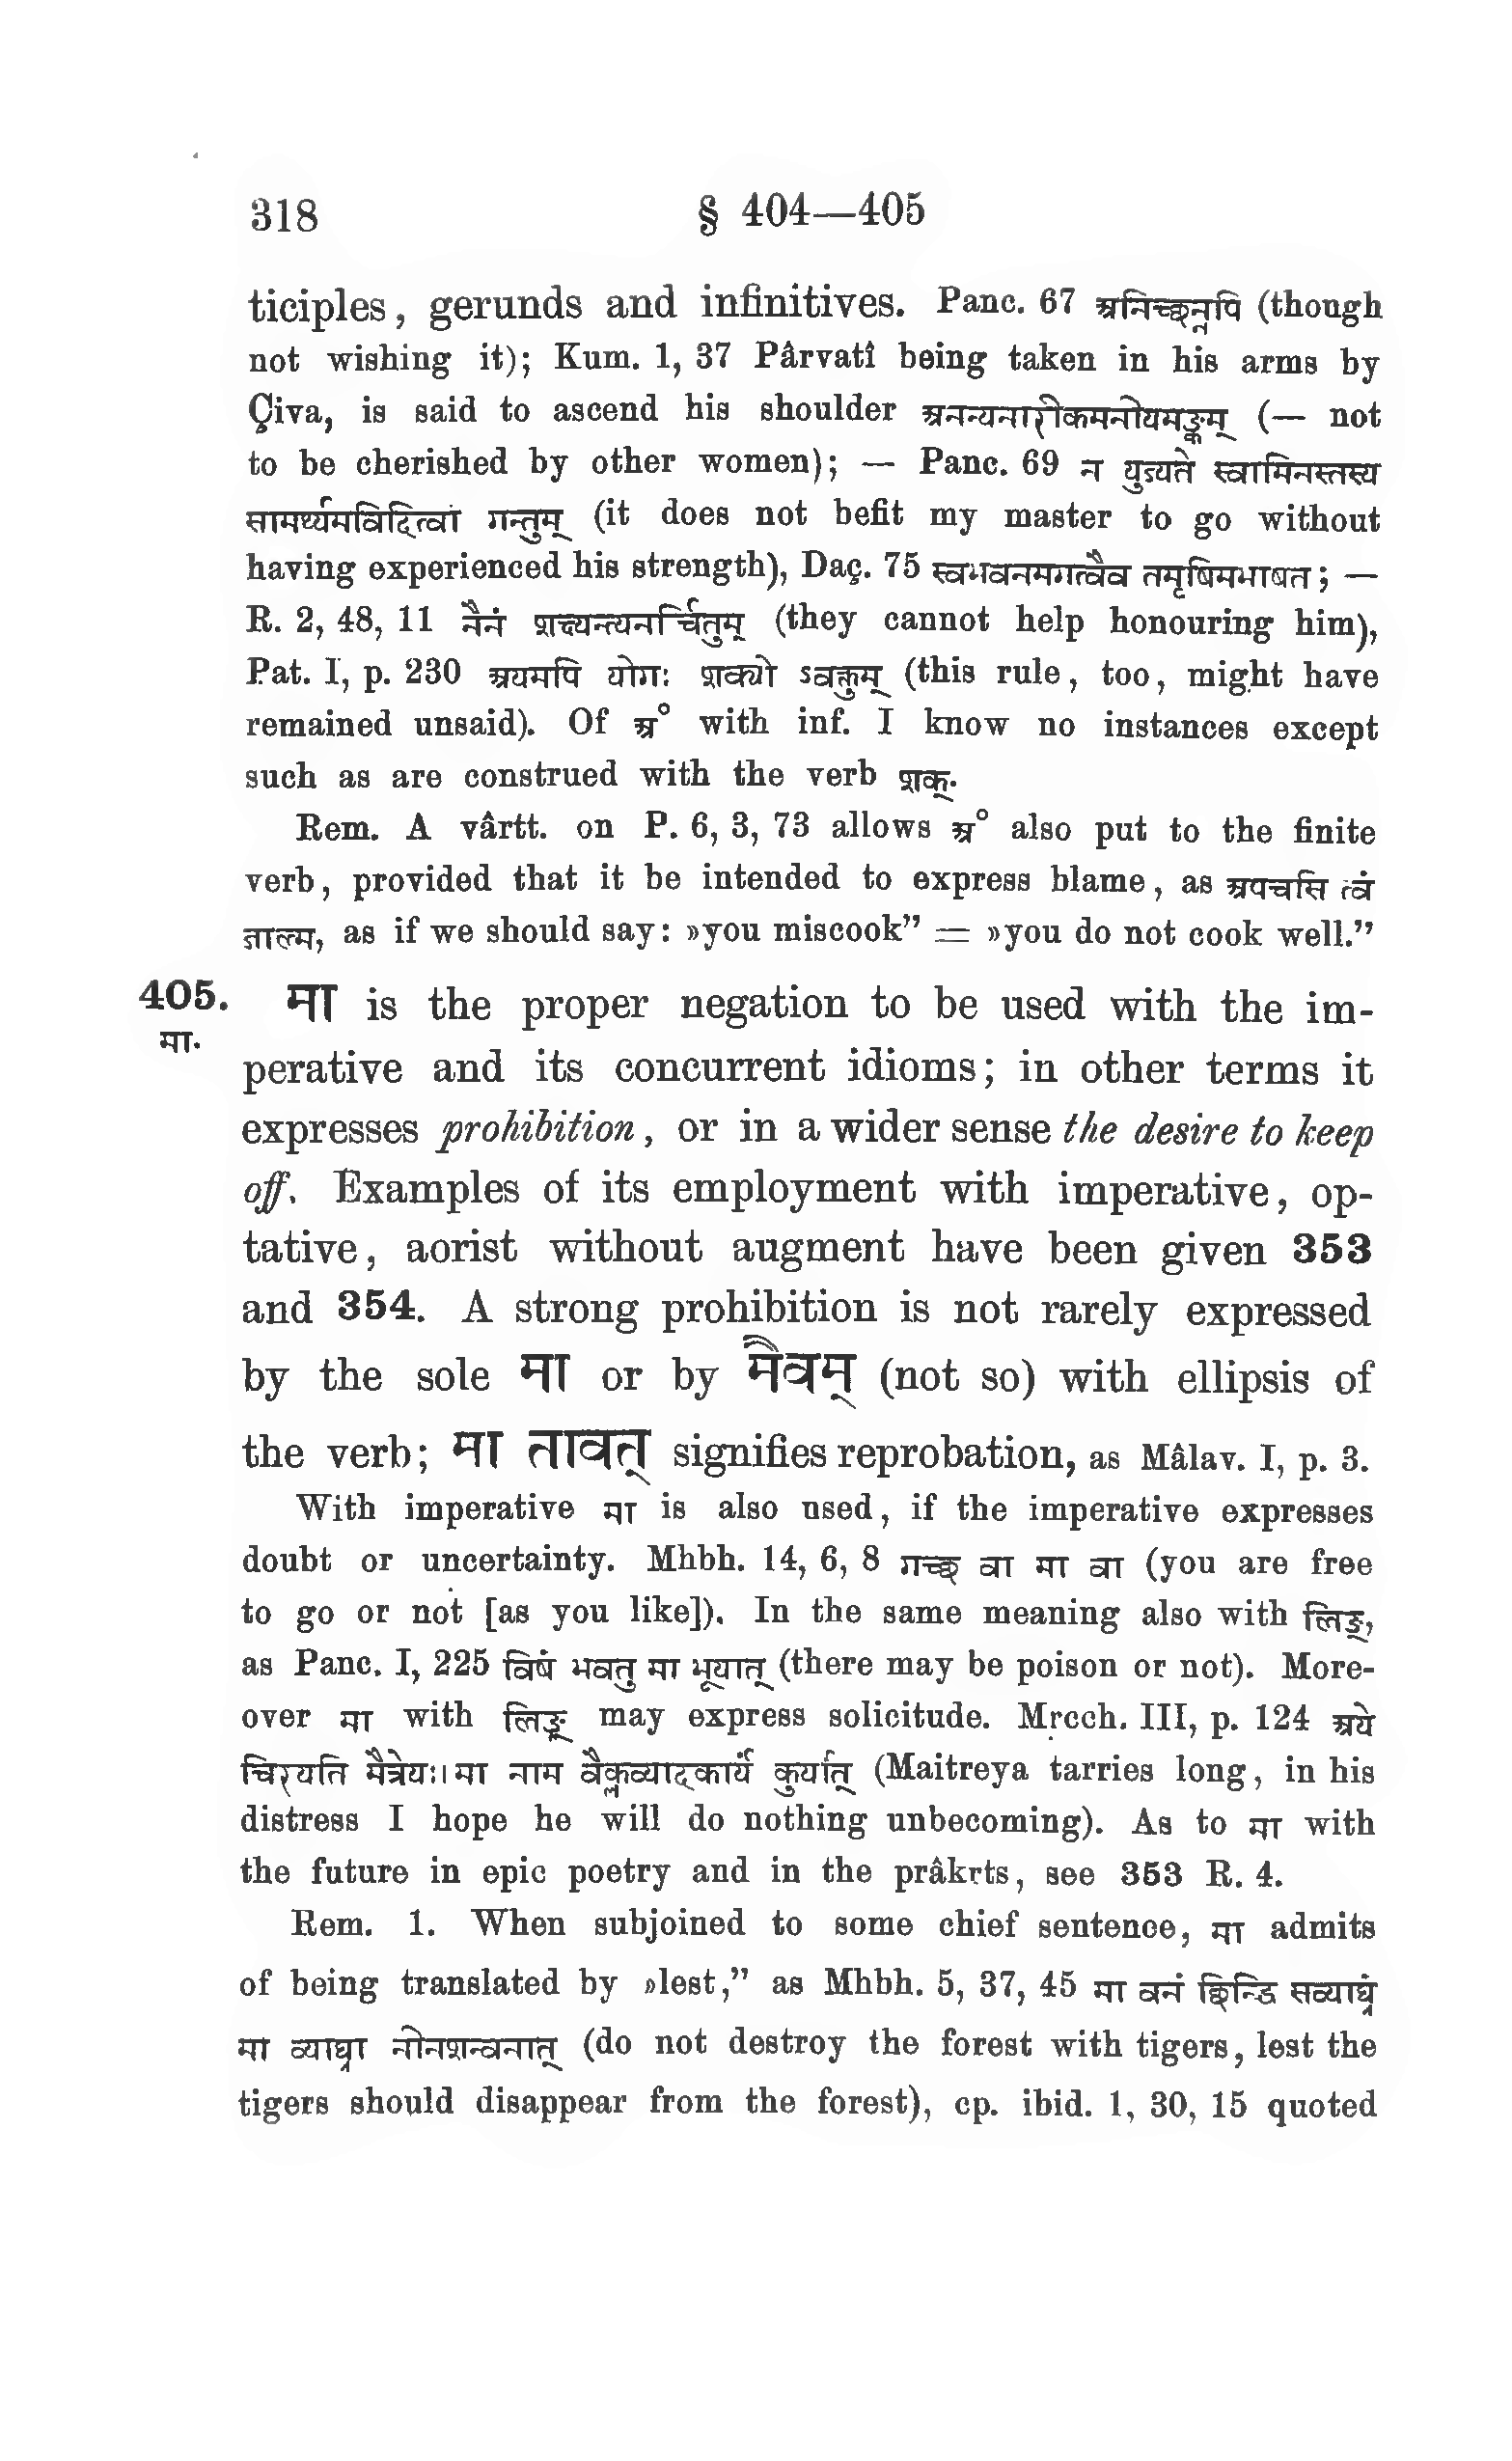 318 § 404—405
ticiples, gerunds and infinitives. Panc. 67 अनिच्छन्नपि (though
not wishing it); Kum. 1, 37 Pârvatî being taken in his arms by
Çiva, is said to ascend his shoulder अनन्यनारीकमनीयमङ्कम् (— not
to be cherished by other women); — Panc. 69 न युज्यते स्वामिनस्तस्य
सामर्थ्यमविदित्वा गन्तुम् (it does not befit my master to go without
having experienced his strength), Daç. 75 स्वभवनमगत्वैव तमृषिमभाषत; —
R. 2, 48, 11 नैनं शक्ष्यन्त्यनर्चितुम् (they cannot help honouring him),
Pat. I, p. 230 अयमपि योगः शक्यो ऽवक्तुम् (this rule, too, might have
remained unsaid). Of अ° with inf. I know no instances except
such as are construed with the verb शक्.
Rem. A vârtt. on P. 6, 3, 73 allows अ° also put to the finite
verb, provided that it be intended to express blame, as अपचसि त्वं
जाल्म, as if we should say: »you miscook” = »you do not cook well.”
405. मा is the proper negation to be used with the im-
मा.
perative and its concurrent idioms; in other terms it
expresses prohibition, or in a wider sense the desire to keep
off. Examples of its employment with imperative, op-
tative, aorist without augment have been given 353
and 354. A strong prohibition is not rarely expressed
by the sole मा or by मैवम् (not so) with ellipsis of
the verb; मा तावत् signifies reprobation, as Mâlav. I, p. 3.
With imperative मा is also used, if the imperative expresses
doubt or uncertainty. Mhbh. 14, 6, 8 गच्छ वा मा वा (you are free
to go or not [as you like]). In the same meaning also with लिङ्,
as Panc. I, 225 विषं भवतु मा भूयात् (there may be poison or not). More-
over मा with लिङ् may express solicitude. Mṛcch. III, p. 124 अये
चिरयति मैत्रेयः। मा नाम वैक्लव्यादकार्यं कुर्यात् (Maitreya tarries long, in his
distress I hope he will do nothing unbecoming). As to मा with
the future in epic poetry and in the prâkṛts, see 353 R. 4.
Rem. 1. When subjoined to some chief sentence, मा admits
of being translated by »lest,” as Mhbh. 5, 37, 45 मा वनं छिन्डि सव्याघ्रं
मा व्याघ्रा नीनशन्वनात् (do not destroy the forest with tigers, lest the
tigers should disappear from the forest), cp. ibid. 1, 30, 15 quoted